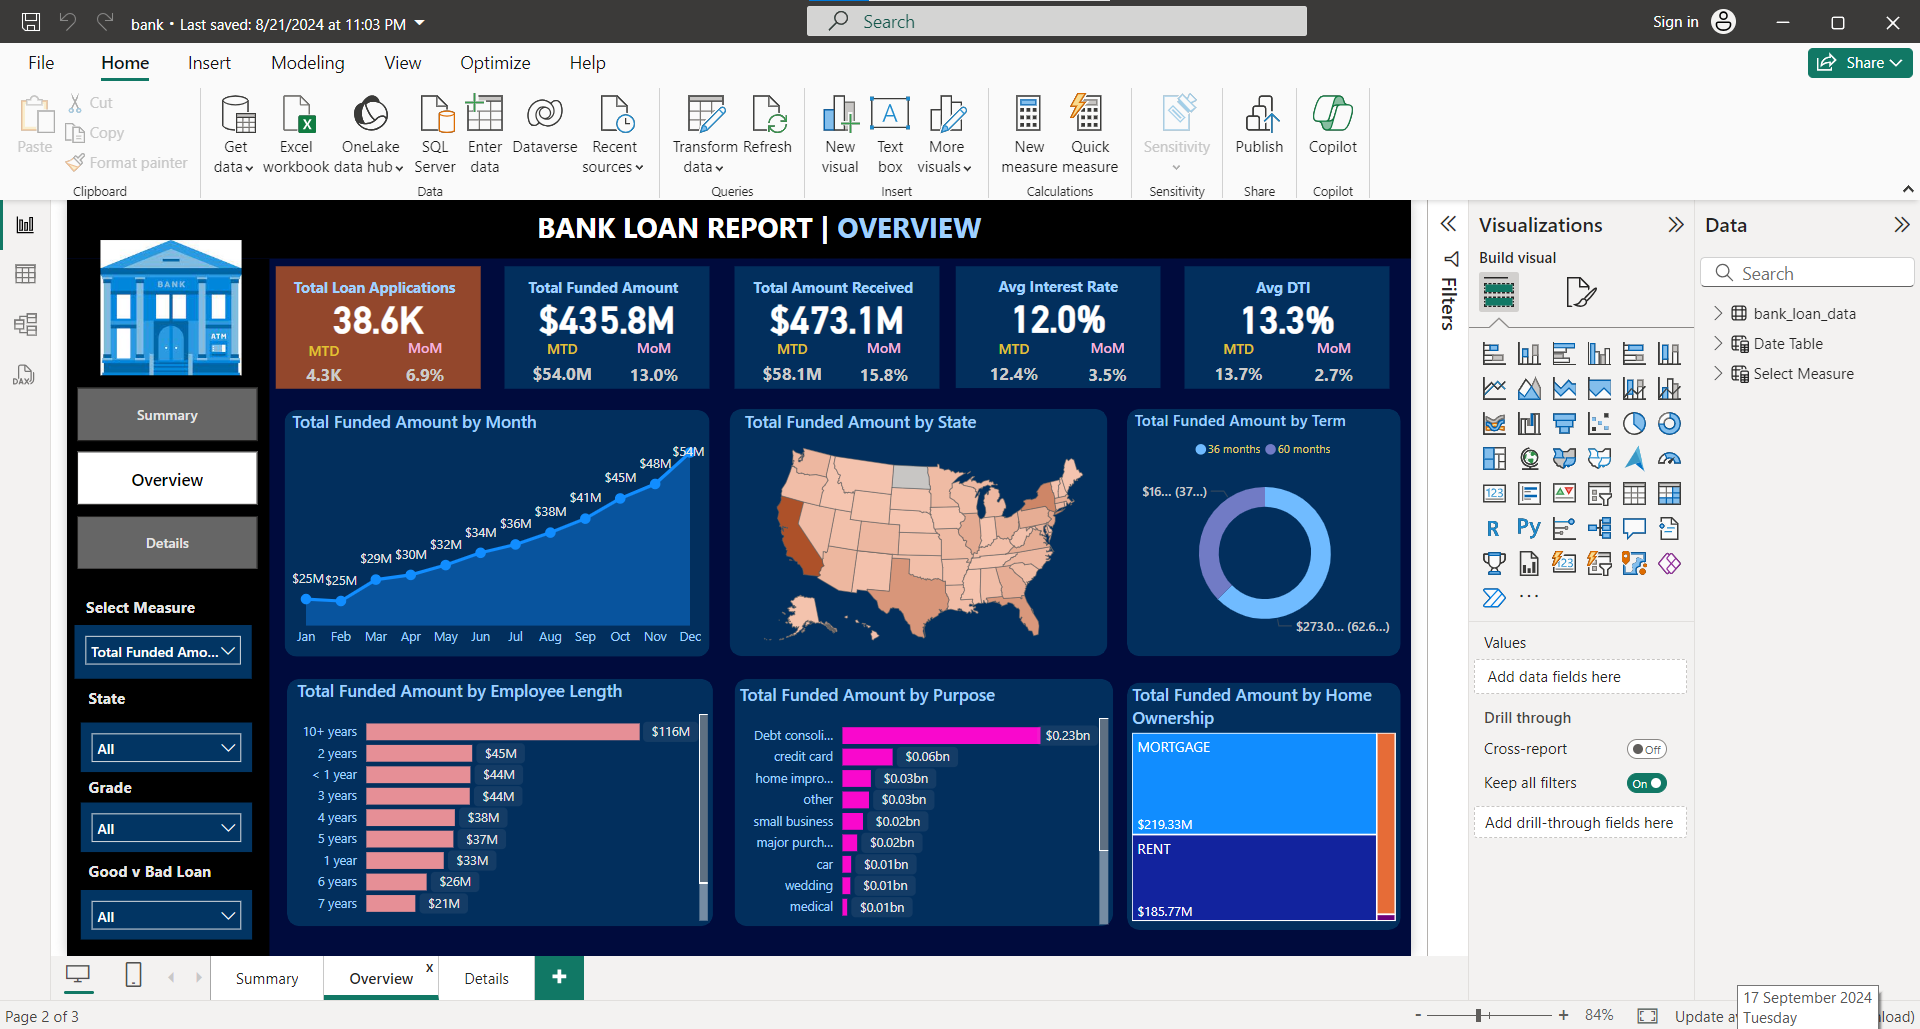 bank • Last saved: 8/21/2024 at 11:03 PM
Search
Sign in
File
Home
Insert
Modeling
View
Optimize
Help
Share
Paste
Cut
Copy
Format painter
Clipboard
Get data
Excel workbook
OneLake data hub
SQL Server
Enter data
Dataverse
Recent sources
Data
Transform data
Refresh
Queries
New visual
Text box
More visuals
Insert
New measure
Quick measure
Calculations
Sensitivity
Sensitivity
Publish
Share
Copilot
Copilot
BANK LOAN REPORT | OVERVIEW
BANK
ATM
Summary
Overview
Details
Select Measure
Total Funded Amo...
State
All
Grade
All
Good v Bad Loan
All
Total Loan Applications
38.6K
MTD MoM
4.3K 6.9%
Total Funded Amount
$435.8M
MTD MoM
$54.0M 13.0%
Total Amount Received
$473.1M
MTD MoM
$58.1M 15.8%
Avg Interest Rate
12.0%
MTD MoM
12.4% 3.5%
Avg DTI
13.3%
MTD MoM
13.7% 2.7%
Total Funded Amount by Month
$25M $25M $29M $30M $32M $34M $36M $38M $41M $45M $48M $54M
Jan Feb Mar Apr May Jun Jul Aug Sep Oct Nov Dec
Total Funded Amount by State
Total Funded Amount by Term
36 months 60 months
$16... (37...)
$273.0... (62.6...)
Total Funded Amount by Employee Length
10+ years $116M
2 years $45M
< 1 year $44M
3 years $44M
4 years $38M
5 years $37M
1 year $33M
6 years $26M
7 years $21M
Total Funded Amount by Purpose
Debt consoli... $0.23bn
credit card $0.06bn
home impro... $0.03bn
other $0.03bn
small business $0.02bn
major purch... $0.02bn
car $0.01bn
wedding $0.01bn
medical $0.01bn
Total Funded Amount by Home
Ownership
MORTGAGE
$219.33M
RENT
$185.77M
Filters
Visualizations
Build visual
123
R
Py
123
Values
Add data fields here
Drill through
Cross-report Off
Keep all filters On
Add drill-through fields here
Data
Search
bank_loan_data
Date Table
Select Measure
DAX
Summary
Overview x
Details
+
Page 2 of 3
- + 84%
17 September 2024
Tuesday